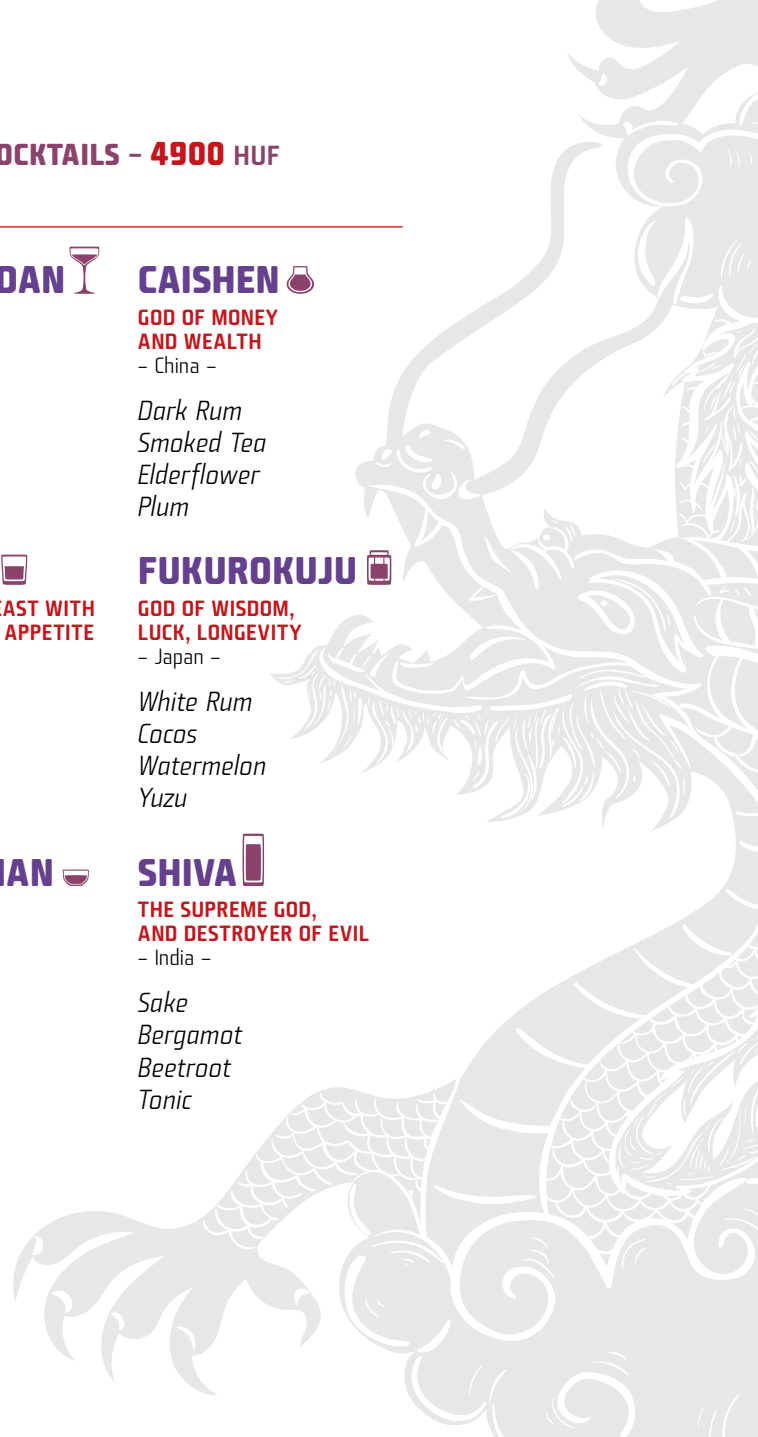 OCKTAILS – 4900 HUF
DAN
CAISHEN
GOD OF MONEY
AND WEALTH
– China –
Dark Rum
Smoked Tea
Elderflower
Plum
EAST WITH
APPETITE
FUKUROKUJU
GOD OF WISDOM,
LUCK, LONGEVITY
– Japan –
White Rum
Cocos
Watermelon
Yuzu
IAN
SHIVA
THE SUPREME GOD,
AND DESTROYER OF EVIL
– India –
Sake
Bergamot
Beetroot
Tonic